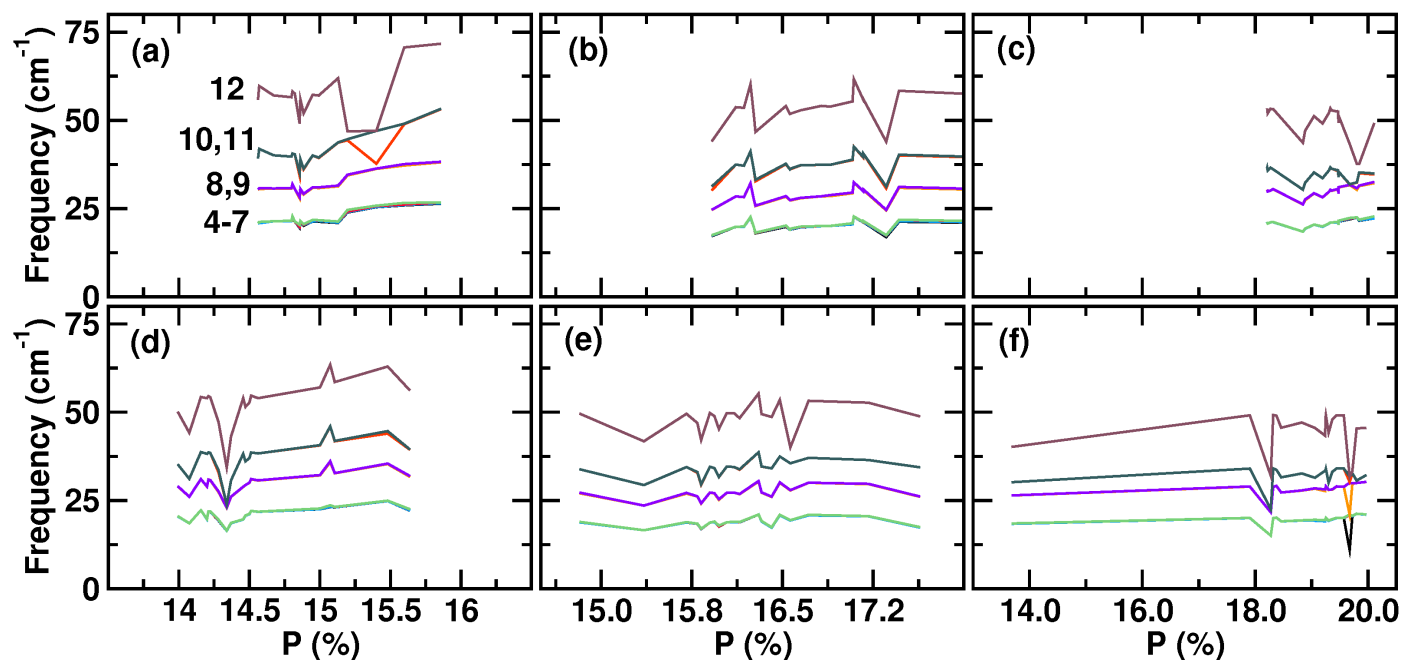 (a)
(b)
(c)
75
50
25
0
Frequency (cm-1)
12
10,11
8,9
4-7
(d)
(e)
(f)
75
50
25
0
Frequency (cm-1)
14 14.5 15 15.5 16
15.0 15.8 16.5 17.2
14.0 16.0 18.0 20.0
P (%)
P (%)
P (%)